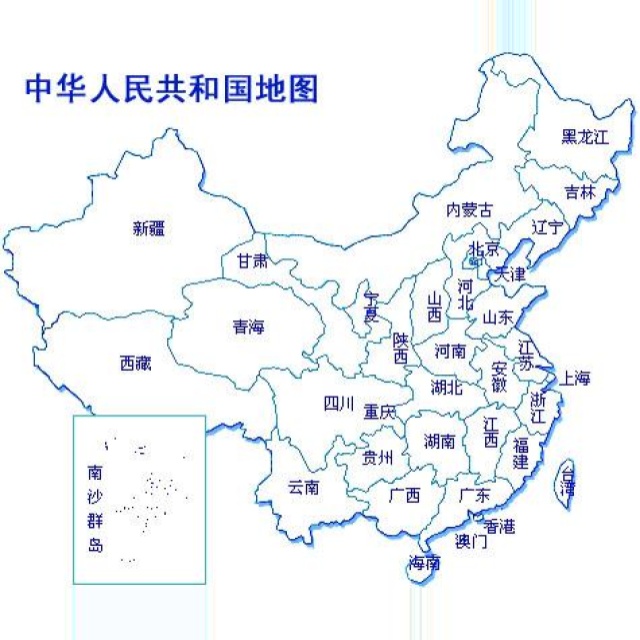 中华人民共和国地图
黑龙江
吉林
内蒙古
辽宁
新疆
北京
甘肃
天津
宁夏
山西
河北
山东
青海
陕西
河南
江苏
西藏
安徽
上海
湖北
四川
重庆
浙江
江西
湖南
福建
贵州
台湾
云南
广西
广东
南沙群岛
香港
澳门
海南